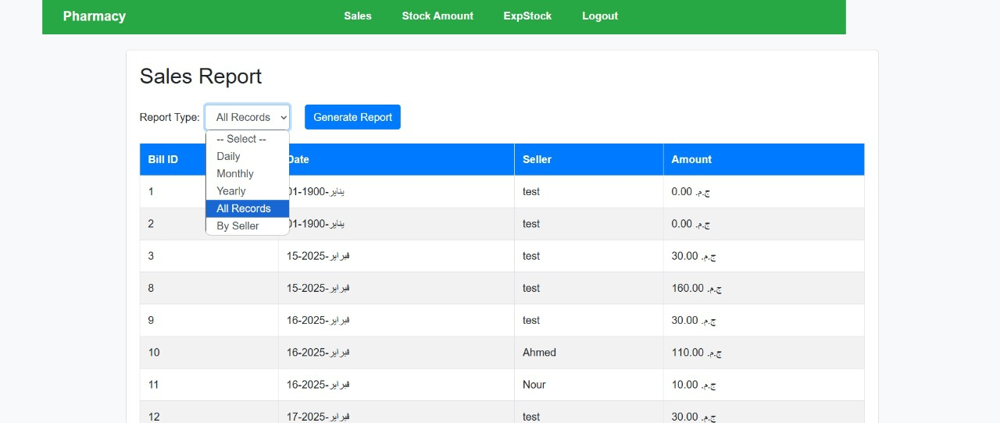 Pharmacy Sales Stock Amount ExpStock Logout
Sales Report
Report Type: All Records Generate Report
-- Select --
Daily
Monthly
Yearly
All Records
By Seller
Bill ID Date Seller Amount
1 01-يناير-1900 test ج.م. 0.00
2 01-يناير-1900 test ج.م. 0.00
3 15-فبراير-2025 test ج.م. 30.00
8 15-فبراير-2025 test ج.م. 160.00
9 16-فبراير-2025 test ج.م. 30.00
10 16-فبراير-2025 Ahmed ج.م. 110.00
11 16-فبراير-2025 Nour ج.م. 10.00
12 17-فبراير-2025 test ج.م. 30.00